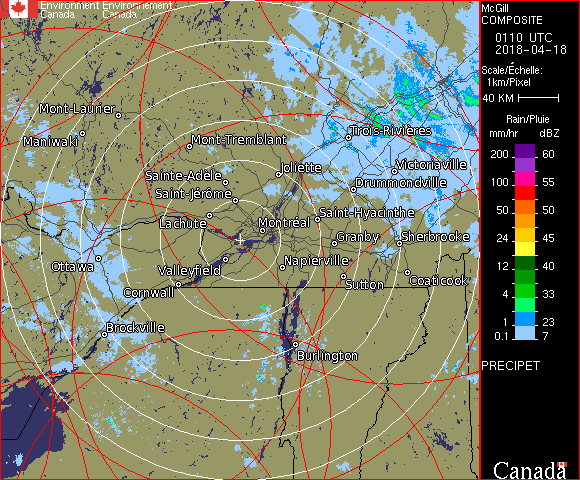 Environment Environnement
Canada Canada
McGill
COMPOSITE
0110 UTC
2018-04-18
Scale/Échelle:
1km/Pixel
40 KM
Rain/Pluie
mm/hr dBZ
200 60
100 55
50 50
24 45
12 40
4 33
1 23
0.1 7
PRECIPET
Canada
Mont-Laurier
Maniwaki
Mont-Tremblant
Trois-Rivières
Joliette
Victoriaville
Sainte-Adèle
Drummondville
Saint-Jérôme
Saint-Hyacinthe
Lachute
Montréal
Granby
Sherbrooke
Ottawa
Valleyfield
Napierville
Cornwall
Sutton
Coaticook
Brockville
Burlington